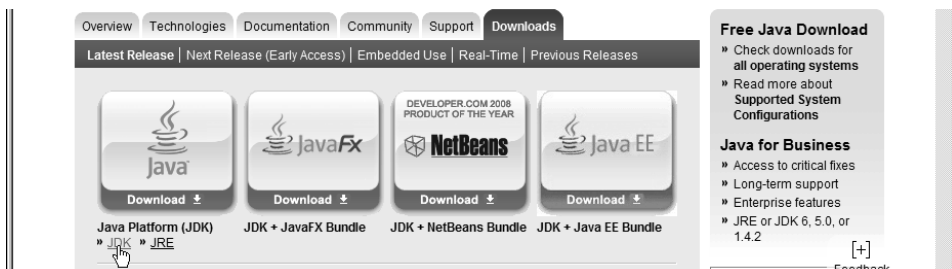 Overview Technologies Documentation Community Support Downloads
Latest Release | Next Release (Early Access) | Embedded Use | Real-Time | Previous Releases
Java
JavaFX
DEVELOPER.COM 2008
PRODUCT OF THE YEAR
NetBeans
Java EE
Download Download Download Download
Java Platform (JDK) JDK + JavaFX Bundle JDK + NetBeans Bundle JDK + Java EE Bundle
» JDK » JRE
Free Java Download
» Check downloads for
all operating systems
» Read more about
Supported System
Configurations
Java for Business
» Access to critical fixes
» Long-term support
» Enterprise features
» JRE or JDK 6, 5.0, or
1.4.2
[+]
Feedback